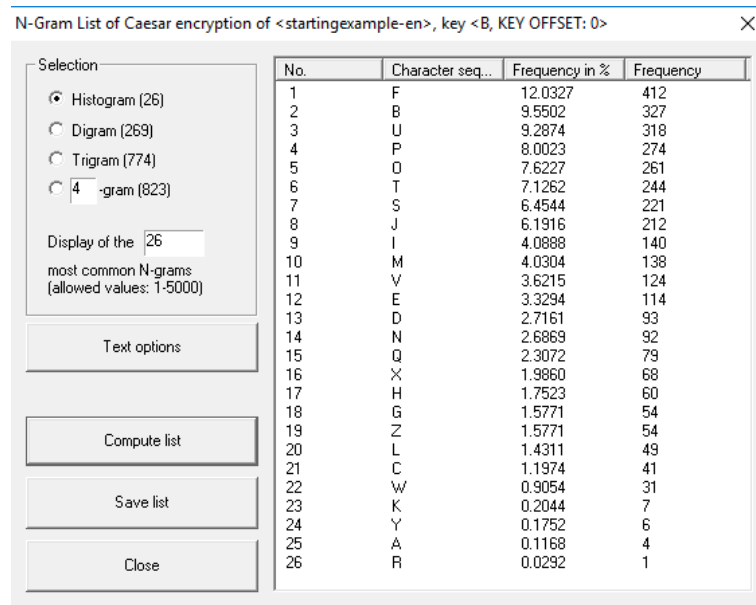 N-Gram List of Caesar encryption of <startingexample-en>, key <B, KEY OFFSET: 0>
Selection
Histogram (26)
Digram (269)
Trigram (774)
4 -gram (823)
Display of the 26
most common N-grams
(allowed values: 1-5000)
Text options
Compute list
Save list
Close
No. Character seq... Frequency in % Frequency
1 F 12.0327 412
2 B 9.5502 327
3 U 9.2874 318
4 P 8.0023 274
5 O 7.6227 261
6 T 7.1262 244
7 S 6.4544 221
8 J 6.1916 212
9 I 4.0888 140
10 M 4.0304 138
11 V 3.6215 124
12 E 3.3294 114
13 D 2.7161 93
14 N 2.6869 92
15 Q 2.3072 79
16 X 1.9860 68
17 H 1.7523 60
18 G 1.5771 54
19 Z 1.5771 54
20 L 1.4311 49
21 C 1.1974 41
22 W 0.9054 31
23 K 0.2044 7
24 Y 0.1752 6
25 A 0.1168 4
26 R 0.0292 1